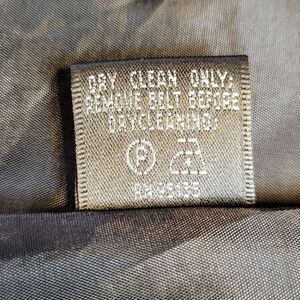 DRY CLEAN ONLY.
REMOVE BELT BEFORE
DRYCLEANING.
P